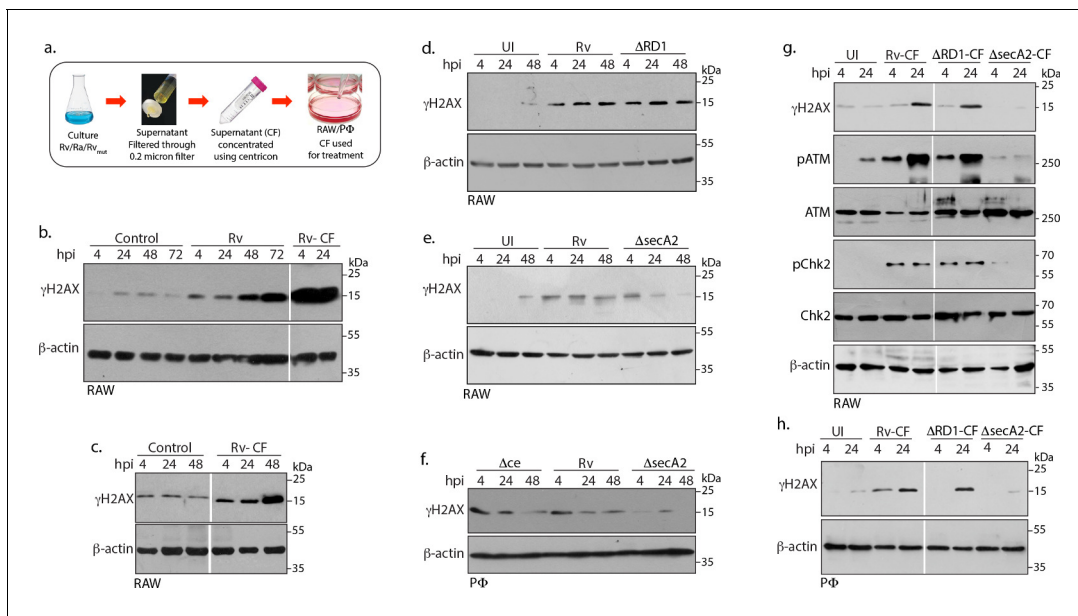 a.
Culture
Rv/Ra/Rvmut
Supernatant
Filtered through
0.2 micron filter
Supernatant (CF)
concentrated
using centricon
RAW/PΦ
CF used
for treatment
b.
Control Rv Rv- CF
hpi 4 24 48 72 4 24 48 72 4 24 kDa
γH2AX
25
15
β-actin
55
35
RAW
c.
Control Rv- CF
hpi 4 24 48 4 24 48 kDa
γH2AX
25
15
β-actin
55
35
RAW
d.
UI Rv ΔRD1
hpi 4 24 48 4 24 48 4 24 48 kDa
γH2AX
25
15
β-actin
55
35
RAW
e.
UI Rv ΔsecA2
hpi 4 24 48 4 24 48 4 24 48 kDa
γH2AX
25
15
β-actin
55
35
RAW
f.
Δce Rv ΔsecA2
hpi 4 24 48 4 24 48 4 24 48 kDa
γH2AX
25
15
β-actin
55
35
PΦ
g.
UI Rv-CF ΔRD1-CF ΔsecA2-CF
hpi 4 24 4 24 4 24 4 24 kDa
γH2AX
25
15
pATM
250
ATM
250
pChk2
70
55
Chk2
70
55
β-actin
55
35
RAW
h.
UI Rv-CF ΔRD1-CF ΔsecA2-CF
hpi 4 24 4 24 4 24 4 24 kDa
γH2AX
25
15
β-actin
55
35
PΦ